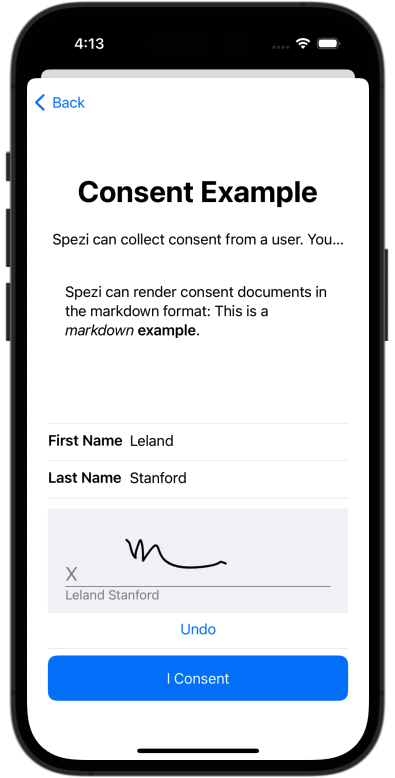 4:13
Back
Consent Example
Spezi can collect consent from a user. You...
Spezi can render consent documents in
the markdown format: This is a
markdown example.
First Name Leland
Last Name Stanford
X
Leland Stanford
Undo
I Consent